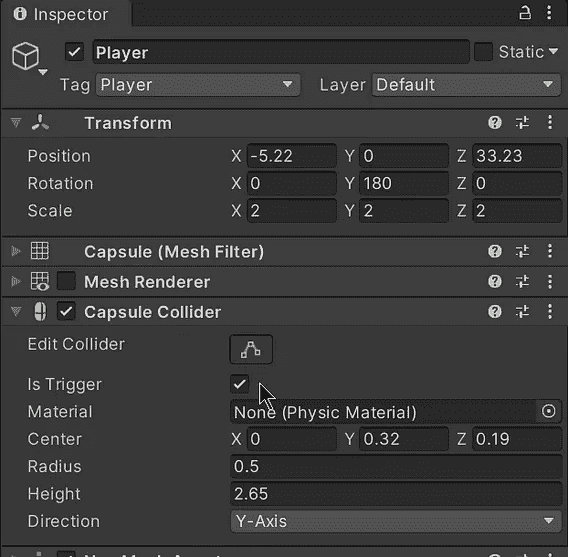 Inspector
Player
Static
Tag Player Layer Default
Transform
Position X -5.22 Y 0 Z 33.23
Rotation X 0 Y 180 Z 0
Scale X 2 Y 2 Z 2
Capsule (Mesh Filter)
Mesh Renderer
Capsule Collider
Edit Collider
Is Trigger
Material None (Physic Material)
Center X 0 Y 0.32 Z 0.19
Radius 0.5
Height 2.65
Direction Y-Axis